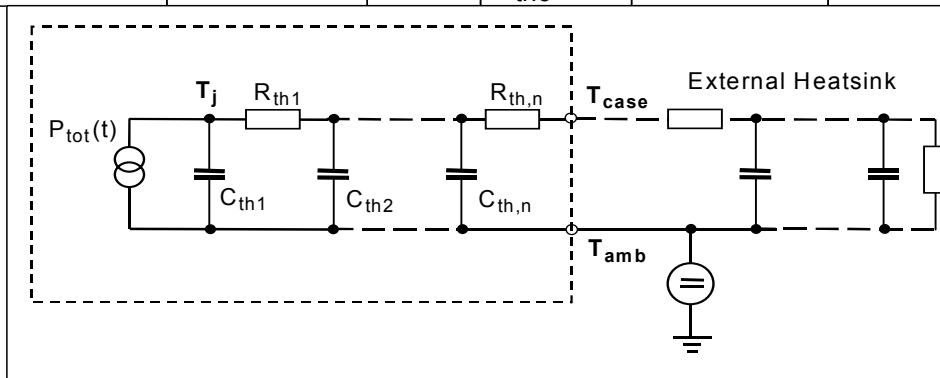 T_j
R_th1
R_th,n
T_case
External Heatsink
P_tot(t)
C_th1
C_th2
C_th,n
T_amb